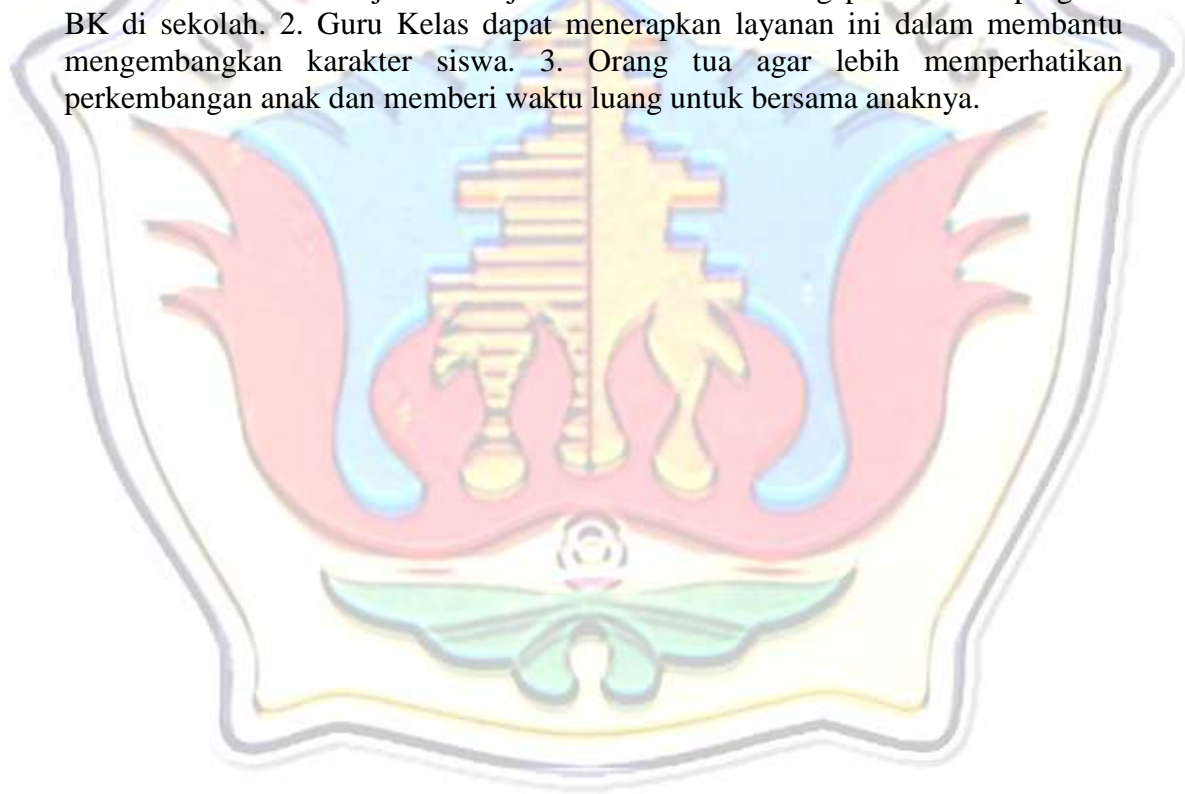 BK di sekolah. 2. Guru Kelas dapat menerapkan layanan ini dalam membantu
mengembangkan karakter siswa. 3. Orang tua agar lebih memperhatikan
perkembangan anak dan memberi waktu luang untuk bersama anaknya.